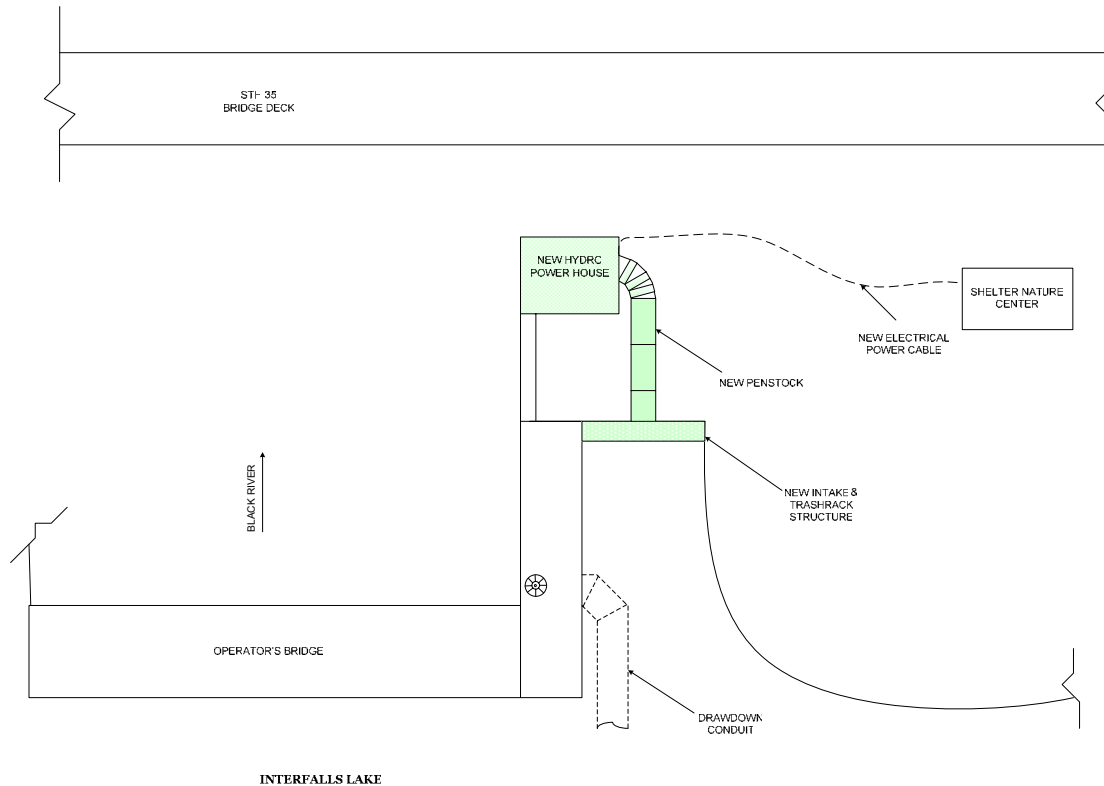 STH 35
BRIDGE DECK
NEW HYDRO
POWER HOUSE
SHELTER NATURE
CENTER
NEW ELECTRICAL
POWER CABLE
NEW PENSTOCK
BLACK RIVER
NEW INTAKE &
TRASHRACK
STRUCTURE
OPERATOR'S BRIDGE
DRAWDOWN
CONDUIT
INTERFALLS LAKE